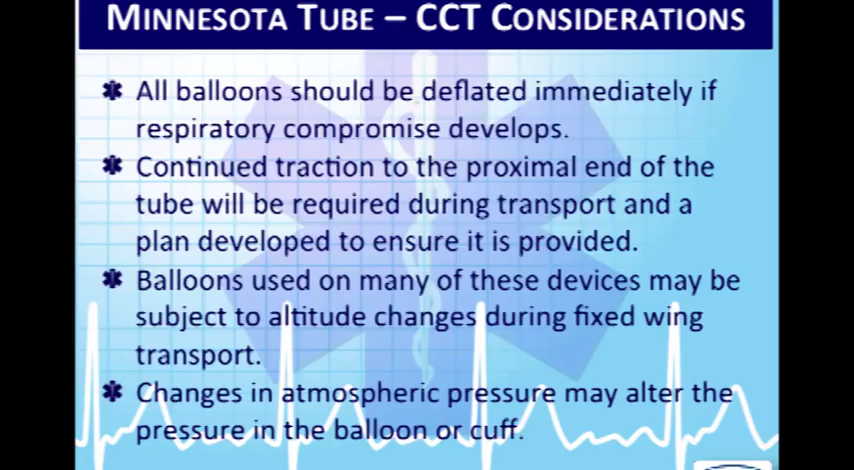 MINNESOTA TUBE – CCT CONSIDERATIONS
All balloons should be deflated immediately if
respiratory compromise develops.
Continued traction to the proximal end of the
tube will be required during transport and a
plan developed to ensure it is provided.
Balloons used on many of these devices may be
subject to altitude changes during fixed wing
transport.
Changes in atmospheric pressure may alter the
pressure in the balloon or cuff.